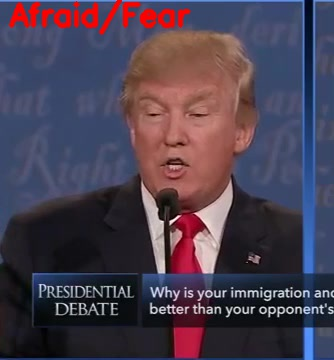 Afraid/Fear
PRESIDENTIAL
DEBATE
Why is your immigration and
better than your opponent's